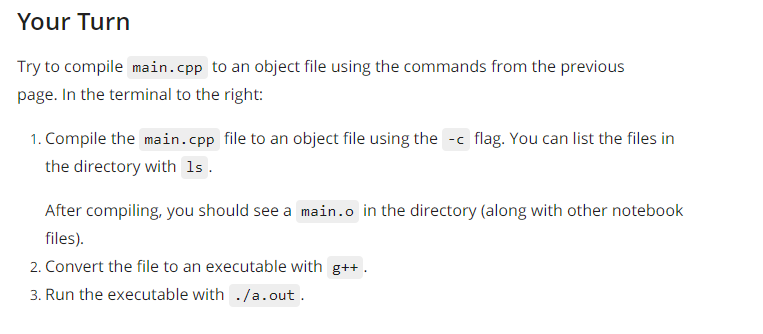 Your Turn
Try to compile main.cpp to an object file using the commands from the previous
page. In the terminal to the right:
1. Compile the main.cpp file to an object file using the -c flag. You can list the files in
the directory with ls .
After compiling, you should see a main.o in the directory (along with other notebook
files).
2. Convert the file to an executable with g++ .
3. Run the executable with ./a.out .